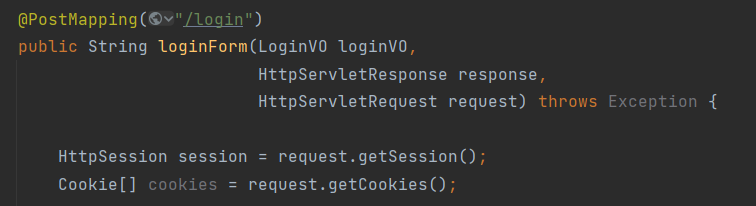 @PostMapping("/login")
public String loginForm(LoginVO loginVO,
HttpServletResponse response,
HttpServletRequest request) throws Exception {
HttpSession session = request.getSession();
Cookie[] cookies = request.getCookies();